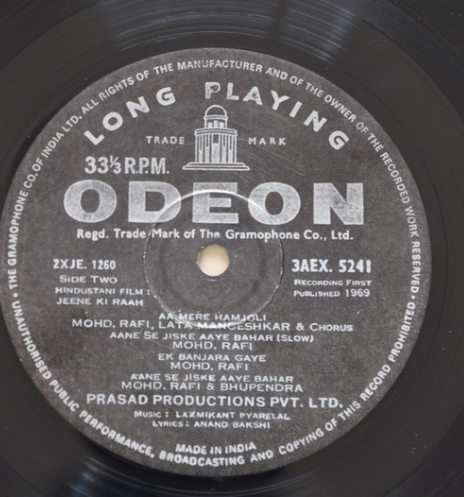 THE GRAMOPHONE CO. OF INDIA LTD. ALL RIGHTS OF THE MANUFACTURER AND OF THE OWNER OF THE RECORDED WORK RESERVED •
UNAUTHORISED PUBLIC PERFORMANCE, BROADCASTING AND COPYING OF THIS RECORD PROHIBITED •
LONG PLAYING
TRADE MARK
33⅓ R.P.M.
ODEON
Regd. Trade Mark of The Gramophone Co., Ltd.
2XJE. 1260
3AEX. 5241
SIDE TWO
RECORDING FIRST
HINDUSTANI FILM :
PUBLISHED 1969
JEENE KI RAAH
AA MERE HAMJOLI
MOHD, RAFI, LATA MANGESHKAR & CHORUS
AANE SE JISKE AAYE BAHAR (SLOW)
MOHD, RAFI
EK BANJARA GAYE
MOHD, RAFI
AANE SE JISKE AAYE BAHAR
MOHD, RAFI & BHUPENDRA
PRASAD PRODUCTIONS PVT. LTD.
MUSIC : LAXMIKANT PYARELAL
LYRICS : ANAND BAKSHI
MADE IN INDIA